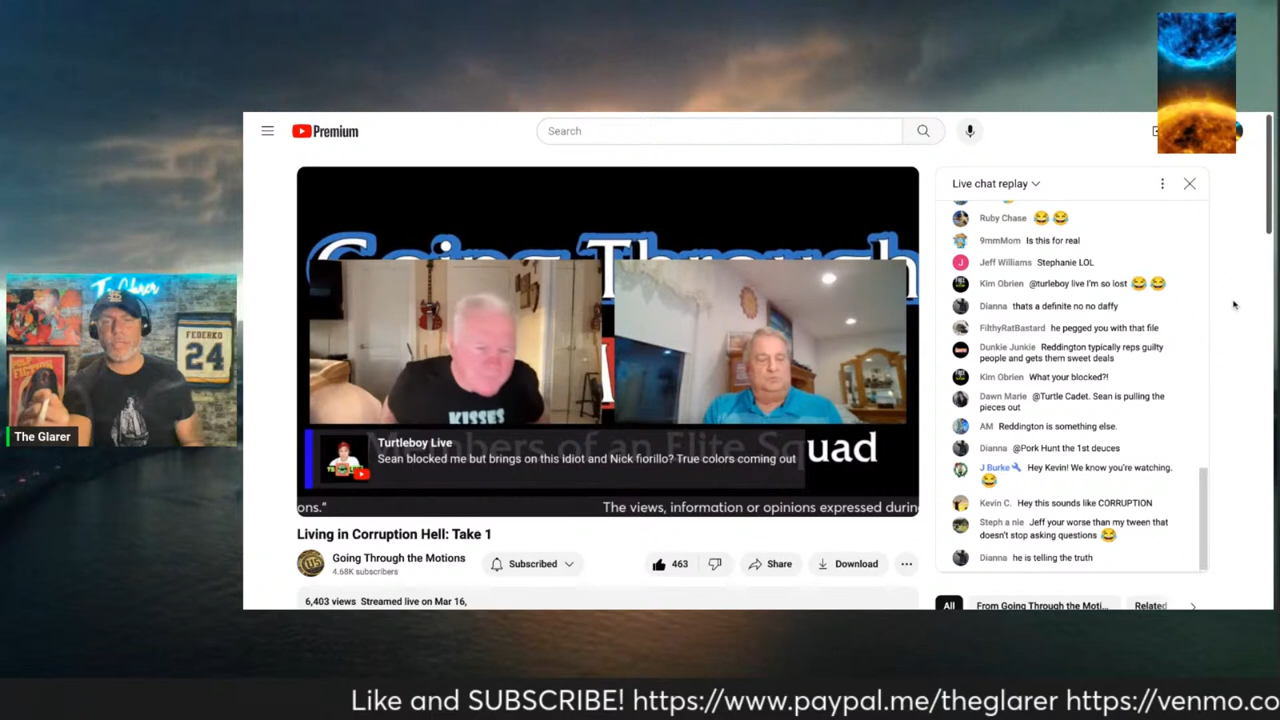 Premium
Search
Live chat replay
Ruby Chase 😂😂
9mmMom Is this for real
Jeff Williams Stephanie LOL
Kim Obrien @turleboy live I'm so lost 😂😂
Dianna thats a definite no no daffy
FilthyRatBastard he pegged you with that file
Dunkie Junkie Reddington typically reps guilty
people and gets them sweet deals
Kim Obrien What your blocked?!
Dawn Marie @Turtle Cadet. Sean is pulling the
pieces out
AM Reddington is something else.
Dianna @Pork Hunt the 1st deuces
J Burke Hey Kevin! We know you're watching.
😂
Kevin C. Hey this sounds like CORRUPTION
Steph a nie Jeff your worse than my tween that
doesn't stop asking questions 😂
Dianna he is telling the truth
Going Through
KISSES
Members of an Elite Squad
Turtleboy Live
Sean blocked me but brings on this idiot and Nick fiorillo? True colors coming out
ons."
The views, information or opinions expressed durin
Living in Corruption Hell: Take 1
Going Through the Motions
4.68K subscribers
Subscribed
463
Share
Download
6,403 views Streamed live on Mar 16,
All
From Going Through the Moti...
Related
FEDERKO
24
PULP
FICTION
The Glarer
Like and SUBSCRIBE! https://www.paypal.me/theglarer https://venmo.co